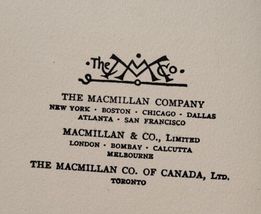 The M Co.
THE MACMILLAN COMPANY
NEW YORK · BOSTON · CHICAGO · DALLAS
ATLANTA · SAN FRANCISCO
MACMILLAN & CO., LIMITED
LONDON · BOMBAY · CALCUTTA
MELBOURNE
THE MACMILLAN CO. OF CANADA, LTD.
TORONTO